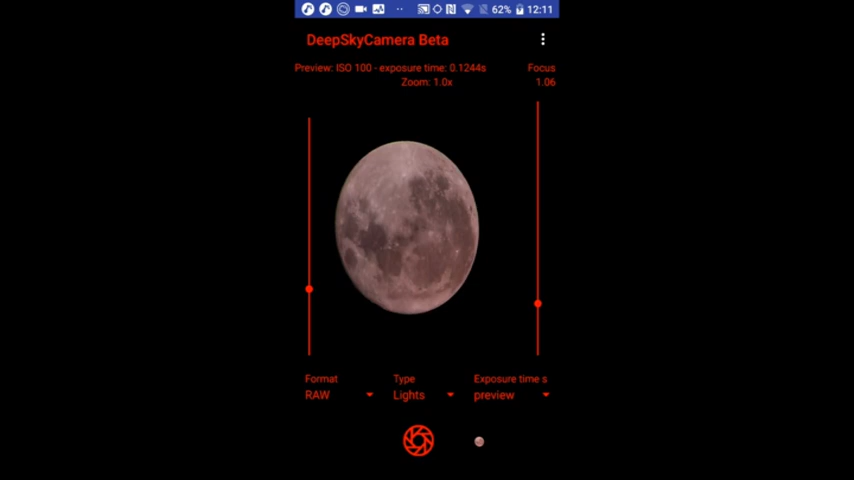 62% 12:11
DeepSkyCamera Beta
Preview: ISO 100 - exposure time: 0.1244s
Zoom: 1.0x
Focus
1.06
Format
RAW
Type
Lights
Exposure time s
preview